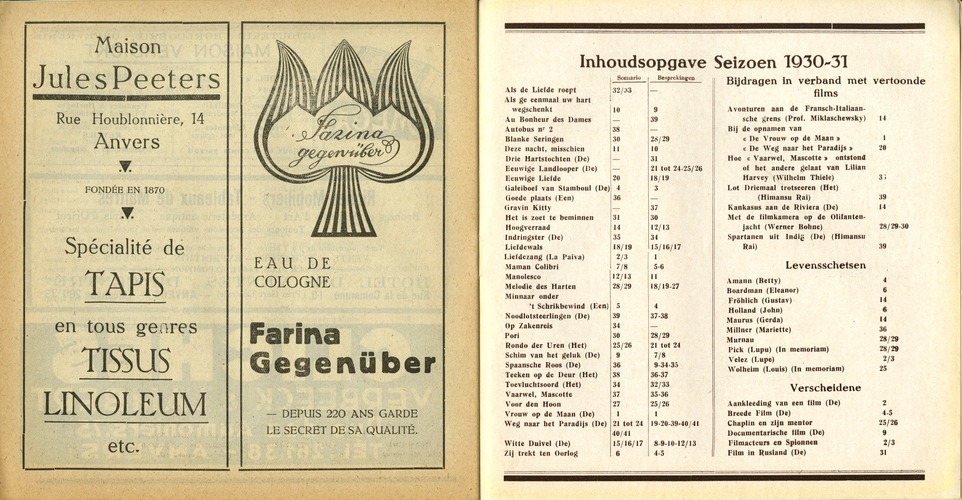 Maison
Jules Peeters
Rue Houblonnière, 14
Anvers
FONDÉE EN 1870
Spécialité de
TAPIS
en tous genres
TISSUS
LINOLEUM
etc.
Farina
gegenüber
EAU DE
COLOGNE
Farina
Gegenüber
— DEPUIS 220 ANS GARDE
LE SECRET DE SA QUALITÉ.
Inhoudsopgave Seizoen 1930-31
Scenario Besprekingen
Als de Liefde roept 32/33 —
Als ge eenmaal uw hart
wegschenkt 10 9
Au Bonheur des Dames — 39
Autobus nr 2 38 —
Blanke Seringen 30 28/29
Deze nacht, misschien 11 10
Drie Hartstochten (De) — 31
Eeuwige Landlooper (De) — 21 tot 24-25/26
Eeuwige Liefde 20 18/19
Galeiboef van Stamboul (De) 4 3
Goede plaats (Een) 36 —
Gravin Kitty — 37
Het is zoet te beminnen 31 30
Hoogverraad 14 12/13
Indringster (De) 35 34
Liefdewals 18/19 15/16/17
Liefdezang (La Païva) 2/3 1
Maman Colibri 7/8 5-6
Manolesco 12/13 11
Melodie des Harten 28/29 18/19-27
Minnaar onder
't Schrikbewind (Een) 5 4
Noodlotsteerlingen (De) 39 37-38
Op Zakenreis 34 —
Pori 30 28/29
Rondo der Uren (Het) 25/26 21 tot 24
Schim van het geluk (De) 9 7/8
Spaansche Roos (De) 36 9-34-35
Teeken op de Deur (Het) 38 36-37
Toevluchtsoord (Het) 34 32/33
Vaarwel, Mascotte 37 35-36
Voor den Hoon 27 25/26
Vrouw op de Maan (De) 1 1
Weg naar het Paradijs (De) 21 tot 24 19-20-39-40/41
40/41
Witte Duivel (De) 15/16/17 8-9-10-12/13
Zij trekt ten Oorlog 6 4-5
Bijdragen in verband met vertoonde
films
Avonturen aan de Fransch-Italiaan-
sche grens (Prof. Miklaschewsky) 14
Bij de opnamen van
« De Vrouw op de Maan » 1
« De Weg naar het Paradijs » 20
Hoe « Vaarwel, Mascotte » ontstond
of het andere gelaat van Lilian
Harvey (Wilhelm Thiele)
Lot Driemaal trotseeren (Het)
(Himansu Rai) 39
Kankasus aan de Riviera (De) 14
Met de filmkamera op de Olifanten-
jacht (Werner Bohne) 28/29-30
Spartanen uit Indië (De) (Himansu
Rai) 39
Levensschetsen
Amann (Betty) 4
Boardman (Eleanor) 6
Fröhlich (Gustav) 14
Holland (John) 6
Maurus (Gerda) 14
Millner (Mariette) 36
Murnau 28/29
Pick (Lupu) (In memoriam) 28/29
Velez (Lupe) 2/3
Wolheim (Louis) (In memoriam) 25
Verscheidene
Aankleeding van een film (De) 2
Breede Film (De) 4-5
Chaplin en zijn mentor 25/26
Documentarische film (De) 9
Filmacteurs en Spionnen 2/3
Film in Rusland (De) 31